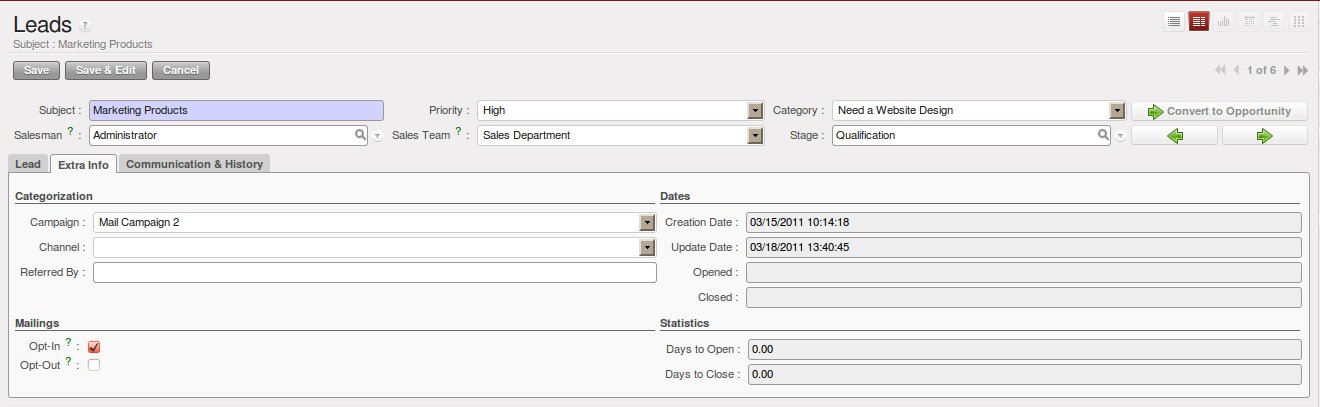 Leads ?
Subject : Marketing Products
Save Save & Edit Cancel 1 of 6
Subject : Marketing Products Priority : High Category : Need a Website Design Convert to Opportunity
Salesman ? : Administrator Sales Team ? : Sales Department Stage : Qualification
Lead Extra Info Communication & History
Categorization Dates
Campaign : Mail Campaign 2 Creation Date : 03/15/2011 10:14:18
Channel : Update Date : 03/18/2011 13:40:45
Referred By : Opened :
Closed :
Mailings Statistics
Opt-In ? : Days to Open : 0.00
Opt-Out ? : Days to Close : 0.00